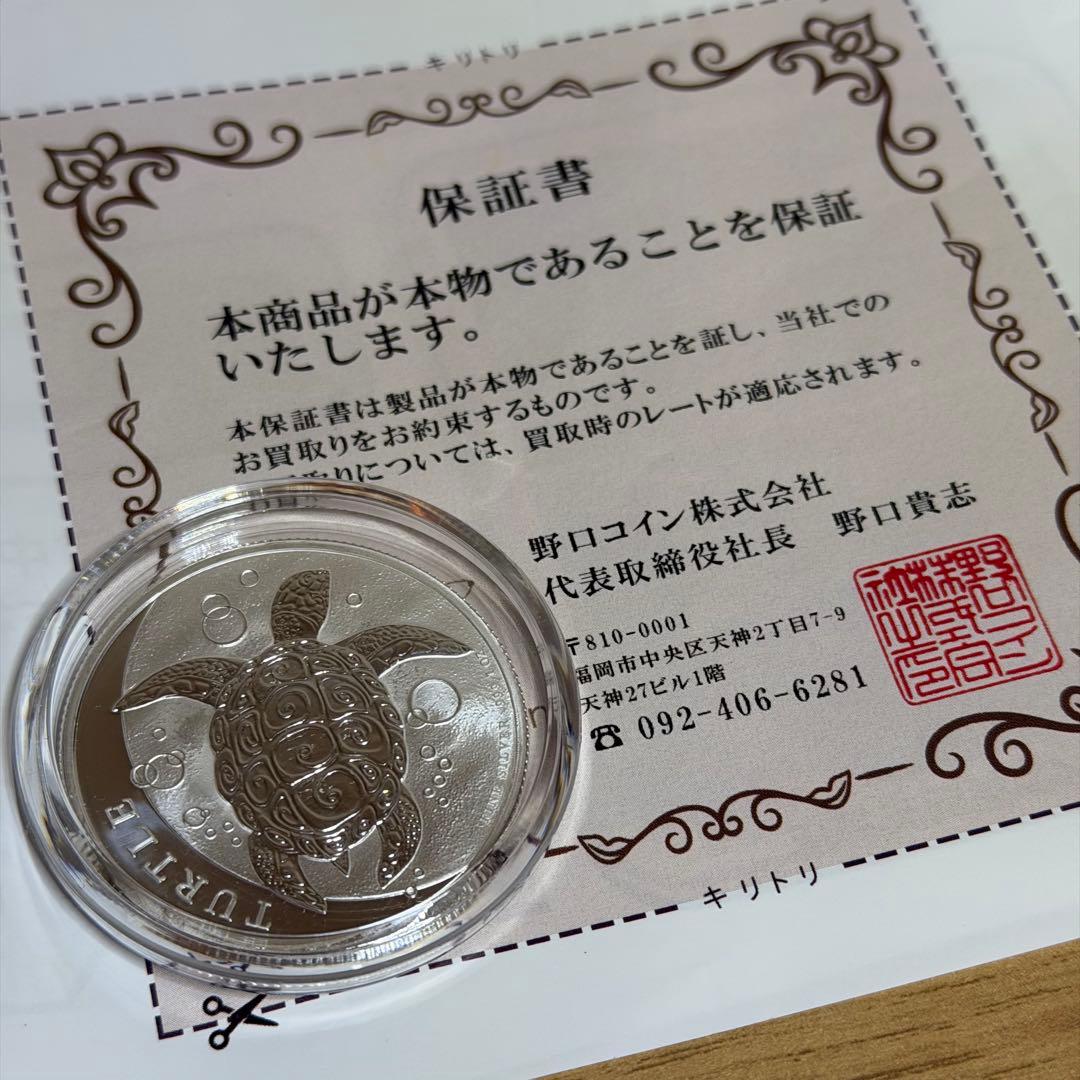 キリトリ
保証書
本商品が本物であることを保証
いたします。
本保証書は製品が本物であることを証し、当社での
お買取りをお約束するものです。
取りについては、買取時のレートが適応されます。
野口コイン株式会社
代表取締役社長　野口貴志
〒810-0001
福岡市中央区天神2丁目7-9
天神27ビル1階
☎ 092-406-6281
TURTLE
キリトリ